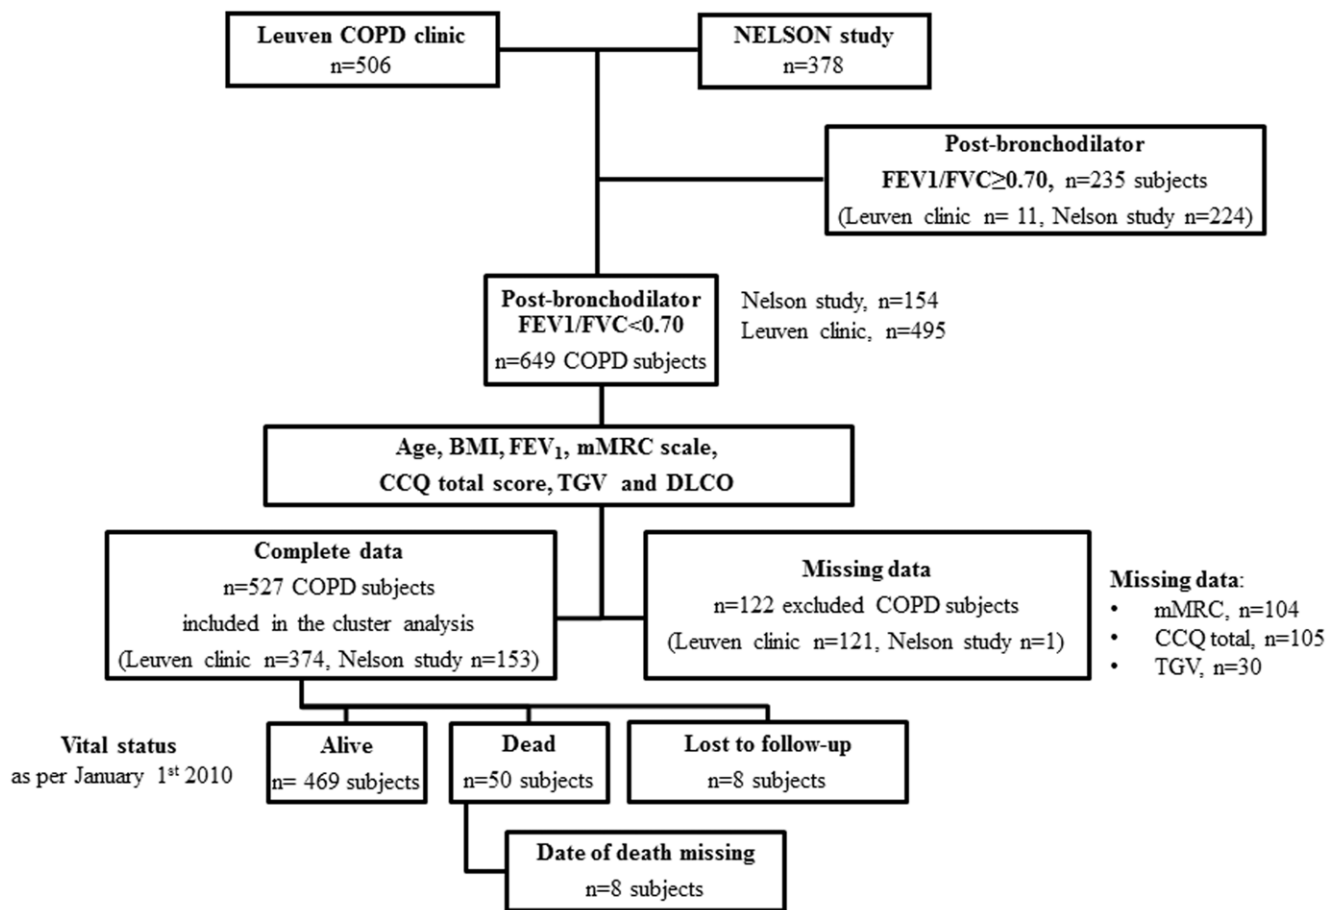 Leuven COPD clinic
n=506
NELSON study
n=378
Post-bronchodilator
FEV1/FVC≥0.70, n=235 subjects
(Leuven clinic n= 11, Nelson study n=224)
Post-bronchodilator
FEV1/FVC<0.70
n=649 COPD subjects
Nelson study, n=154
Leuven clinic, n=495
Age, BMI, FEV₁, mMRC scale,
CCQ total score, TGV and DLCO
Complete data
n=527 COPD subjects
included in the cluster analysis
(Leuven clinic n=374, Nelson study n=153)
Missing data
n=122 excluded COPD subjects
(Leuven clinic n=121, Nelson study n=1)
Missing data:
• mMRC, n=104
• CCQ total, n=105
• TGV, n=30
Vital status
as per January 1ˢᵗ 2010
Alive
n= 469 subjects
Dead
n=50 subjects
Lost to follow-up
n=8 subjects
Date of death missing
n=8 subjects